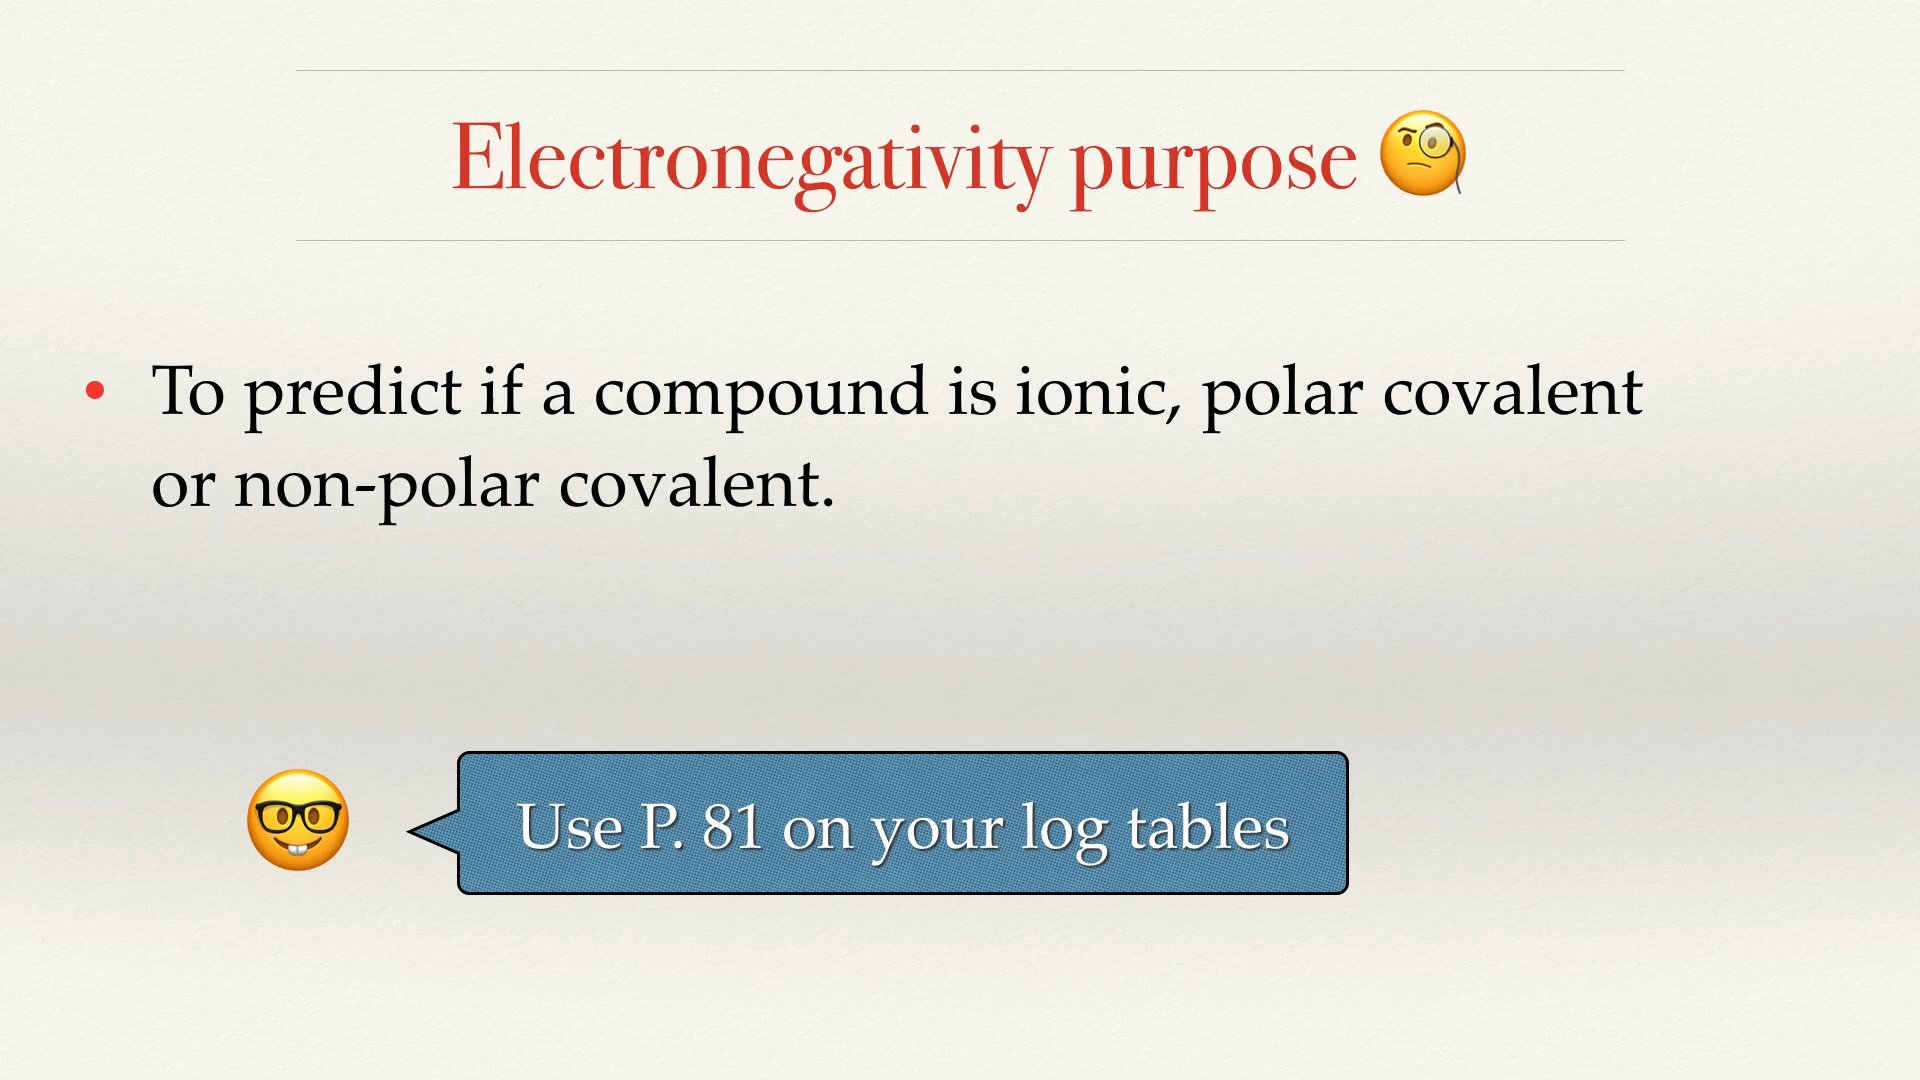 Electronegativity purpose 🧐
• To predict if a compound is ionic, polar covalent
or non-polar covalent.
Use P. 81 on your log tables